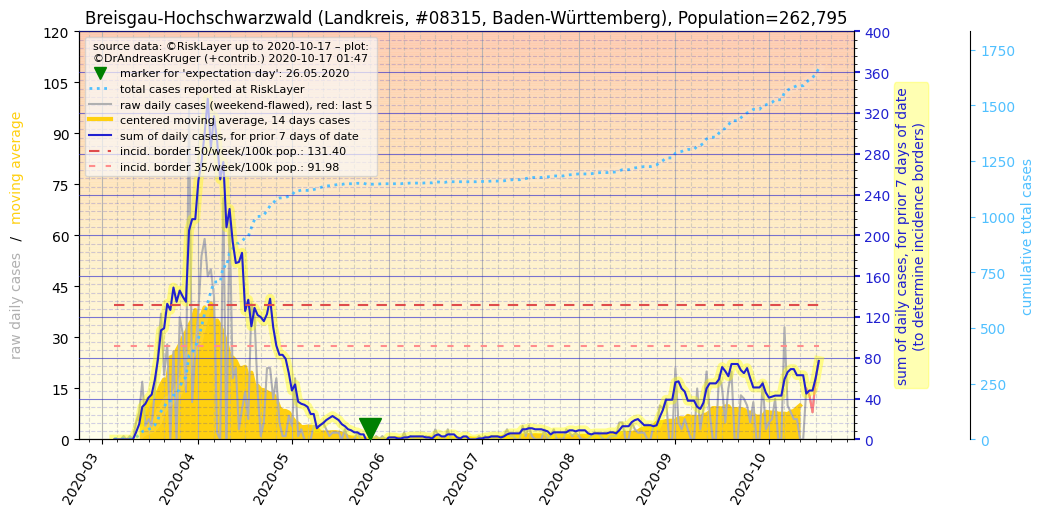 Breisgau-Hochschwarzwald (Landkreis, #08315, Baden-Württemberg), Population=262,795
source data: ©RiskLayer up to 2020-10-17 – plot:
©DrAndreasKruger (+contrib.) 2020-10-17 01:47
marker for 'expectation day': 26.05.2020
total cases reported at RiskLayer
raw daily cases (weekend-flawed), red: last 5
centered moving average, 14 days cases
sum of daily cases, for prior 7 days of date
incid. border 50/week/100k pop.: 131.40
incid. border 35/week/100k pop.: 91.98
raw daily cases / moving average
120
105
90
75
60
45
30
15
0
400
360
320
280
240
200
160
120
80
40
0
sum of daily cases, for prior 7 days of date
(to determine incidence borders)
1750
1500
1250
1000
750
500
250
0
cumulative total cases
2020-03
2020-04
2020-05
2020-06
2020-07
2020-08
2020-09
2020-10